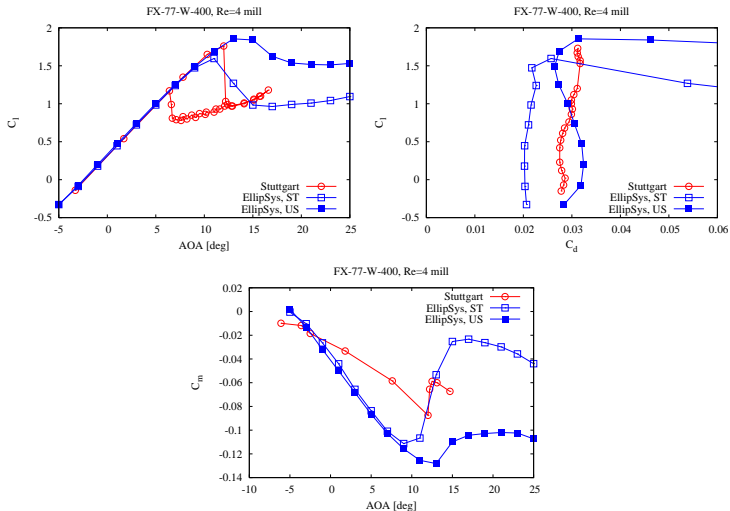 FX-77-W-400, Re=4 mill
C_l
2
1.5
1
0.5
0
-0.5
-5 0 5 10 15 20 25
AOA [deg]
Stuttgart
EllipSys, ST
EllipSys, US
FX-77-W-400, Re=4 mill
C_l
2
1.5
1
0.5
0
-0.5
0 0.01 0.02 0.03 0.04 0.05 0.06
C_d
Stuttgart
EllipSys, ST
EllipSys, US
FX-77-W-400, Re=4 mill
C_m
0.02
0
-0.02
-0.04
-0.06
-0.08
-0.1
-0.12
-0.14
-10 -5 0 5 10 15 20 25
AOA [deg]
Stuttgart
EllipSys, ST
EllipSys, US